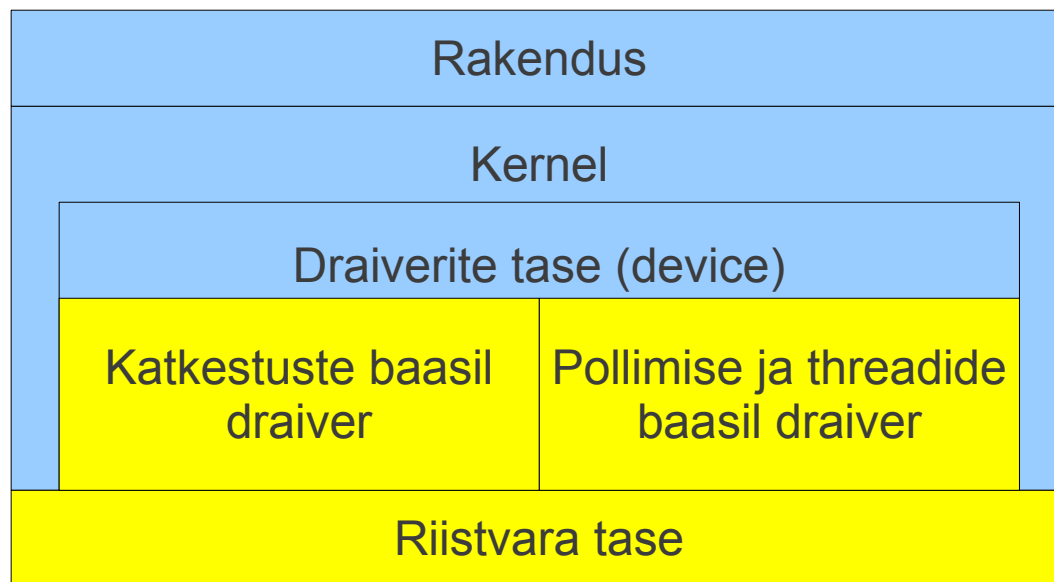 Rakendus
Kernel
Draiverite tase (device)
Katkestuste baasil
draiver
Pollimise ja threadide
baasil draiver
Riistvara tase